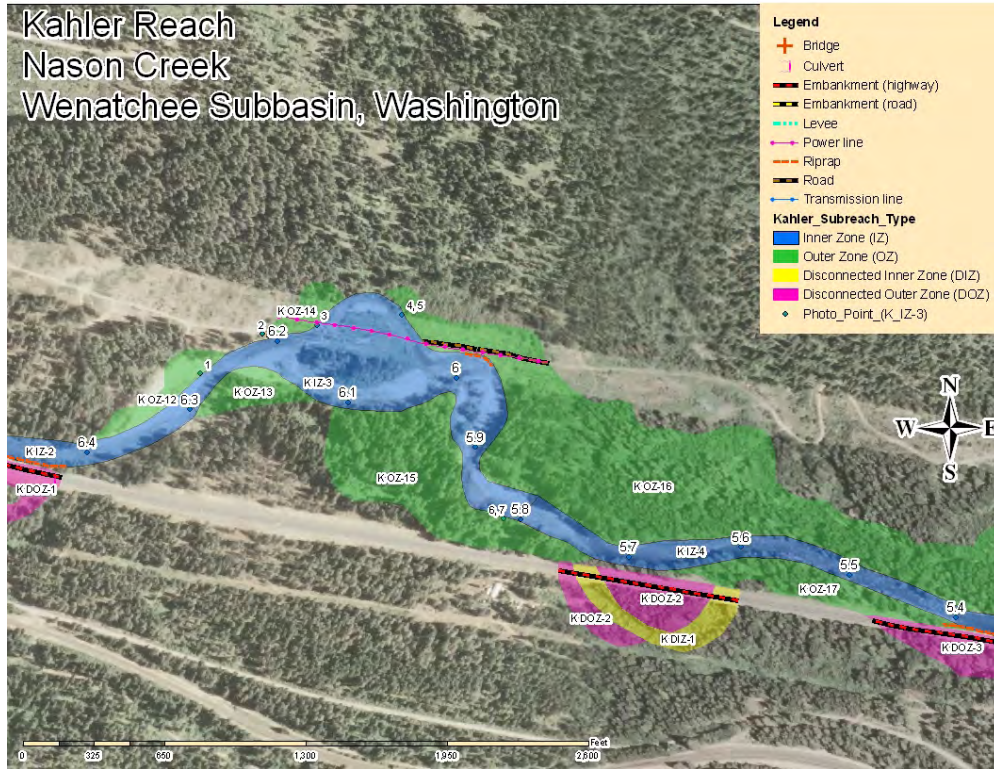 Kahler Reach
Nason Creek
Wenatchee Subbasin, Washington
Legend
Bridge
Culvert
Embankment (highway)
Embankment (road)
Levee
Power line
Riprap
Road
Transmission line
Kahler_Subreach_Type
Inner Zone (IZ)
Outer Zone (OZ)
Disconnected Inner Zone (DIZ)
Disconnected Outer Zone (DOZ)
Photo_Point_(K_IZ-3)
K OZ-14
3
4,5
2
6.2
1
6
K OZ-12
K OZ-13
K IZ-3
6.1
6.3
N
W
E
S
6.4
5.9
K IZ-2
K DOZ-1
K OZ-15
K OZ-16
6,7
5.8
5.7
K IZ-4
5.6
5.5
K OZ-17
K DOZ-2
K DOZ-2
K DIZ-1
5.4
K DOZ-3
Feet
0 325 650 1,300 1,950 2,600